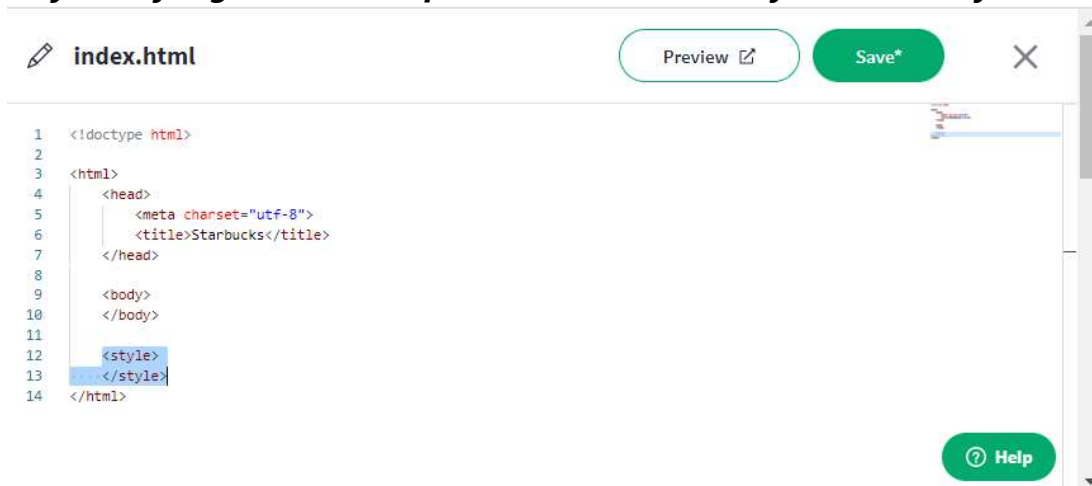 index.html
Preview
Save*
1 <!doctype html>
2
3 <html>
4 <head>
5 <meta charset="utf-8">
6 <title>Starbucks</title>
7 </head>
8
9 <body>
10 </body>
11
12 <style>
13 </style>
14 </html>
Help